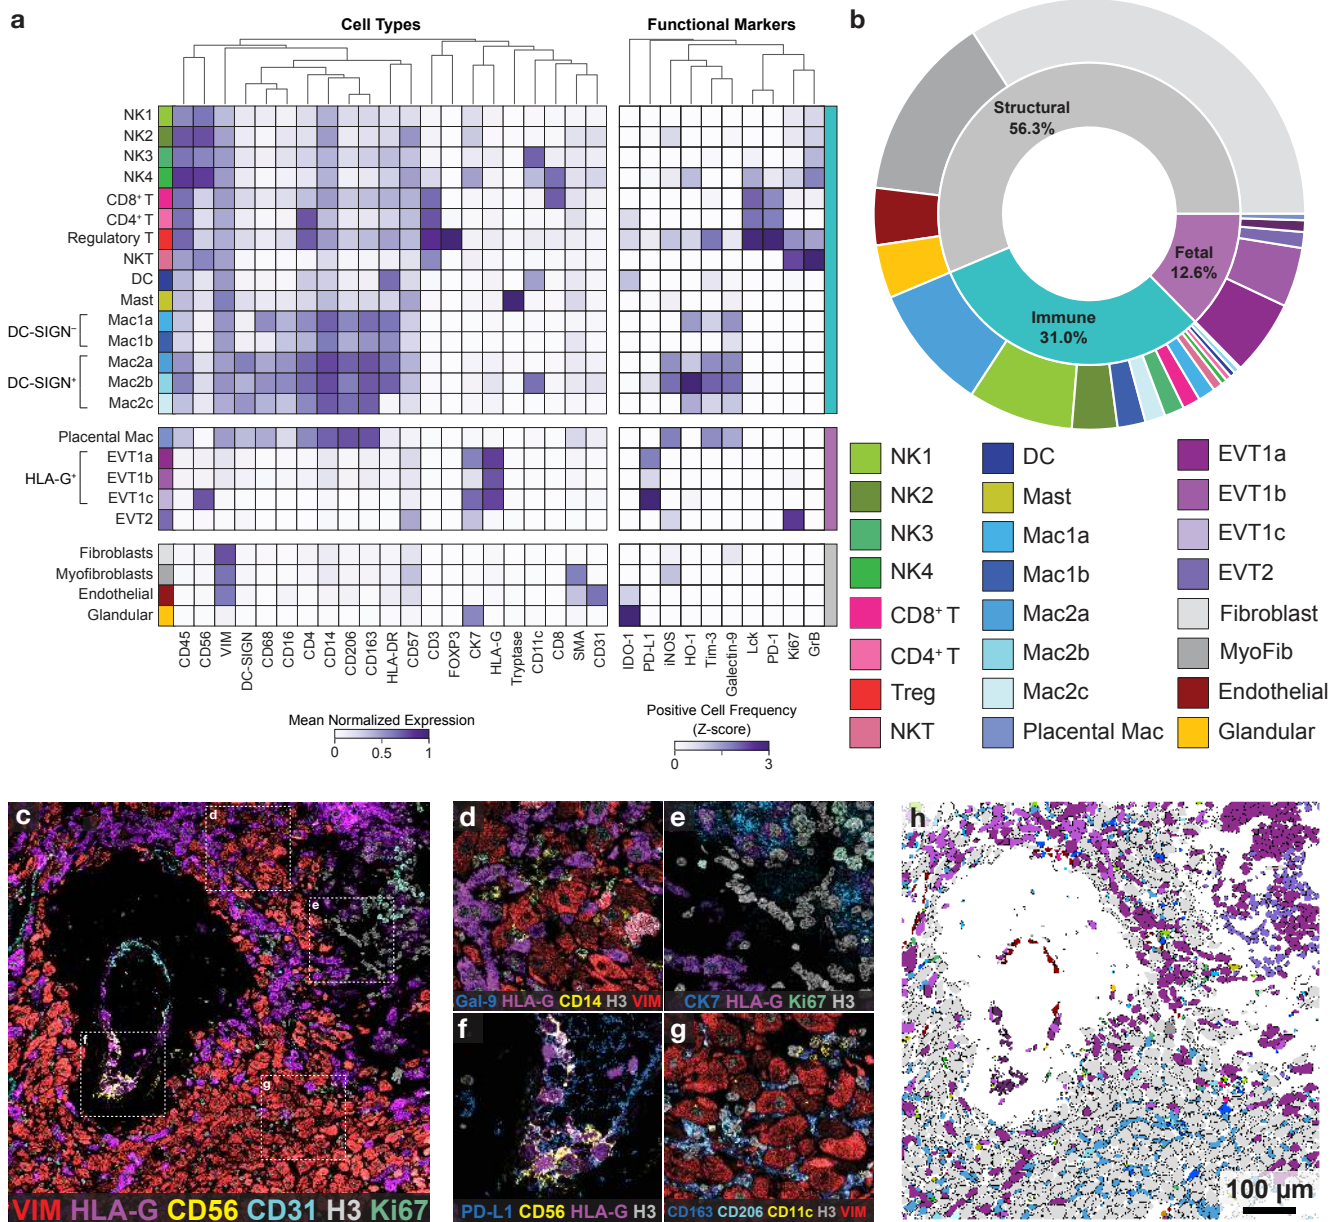 a
Cell Types
Functional Markers
NK1
NK2
NK3
NK4
CD8⁺ T
CD4⁺ T
Regulatory T
NKT
DC
Mast
DC-SIGN⁻
Mac1a
Mac1b
DC-SIGN⁺
Mac2a
Mac2b
Mac2c
Placental Mac
HLA-G⁺
EVT1a
EVT1b
EVT1c
EVT2
Fibroblasts
Myofibroblasts
Endothelial
Glandular
CD45
CD56
VIM
DC-SIGN
CD68
CD16
CD4
CD14
CD206
CD163
HLA-DR
CD57
CD3
FOXP3
CK7
HLA-G
Tryptase
CD11c
CD8
SMA
CD31
IDO-1
PD-L1
iNOS
HO-1
Tim-3
Galectin-9
Lck
PD-1
Ki67
GrB
Mean Normalized Expression
0 0.5 1
Positive Cell Frequency
(Z-score)
0 3
b
Structural
56.3%
Fetal
12.6%
Immune
31.0%
NK1
NK2
NK3
NK4
CD8⁺ T
CD4⁺ T
Treg
NKT
DC
Mast
Mac1a
Mac1b
Mac2a
Mac2b
Mac2c
Placental Mac
EVT1a
EVT1b
EVT1c
EVT2
Fibroblast
MyoFib
Endothelial
Glandular
c
d
e
f
g
VIM HLA-G CD56 CD31 H3 Ki67
d
Gal-9 HLA-G CD14 H3 VIM
e
CK7 HLA-G Ki67 H3
f
PD-L1 CD56 HLA-G H3
g
CD163 CD206 CD11c H3 VIM
h
100 µm